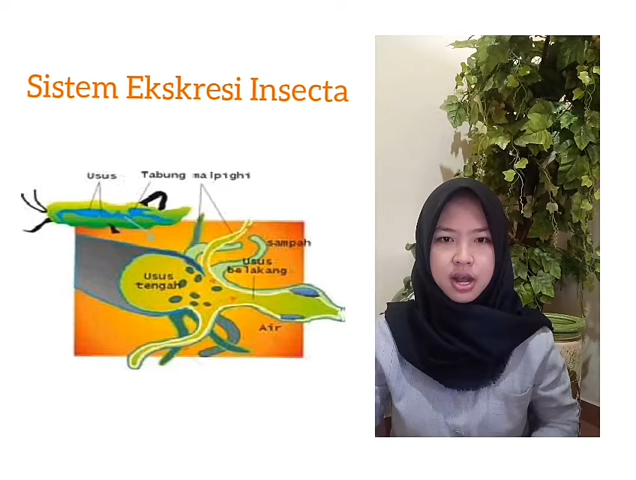 Sistem Ekskresi Insecta
Usus
Tabung malpighi
sampah
Usus
belakang
Usus
tengah
Air